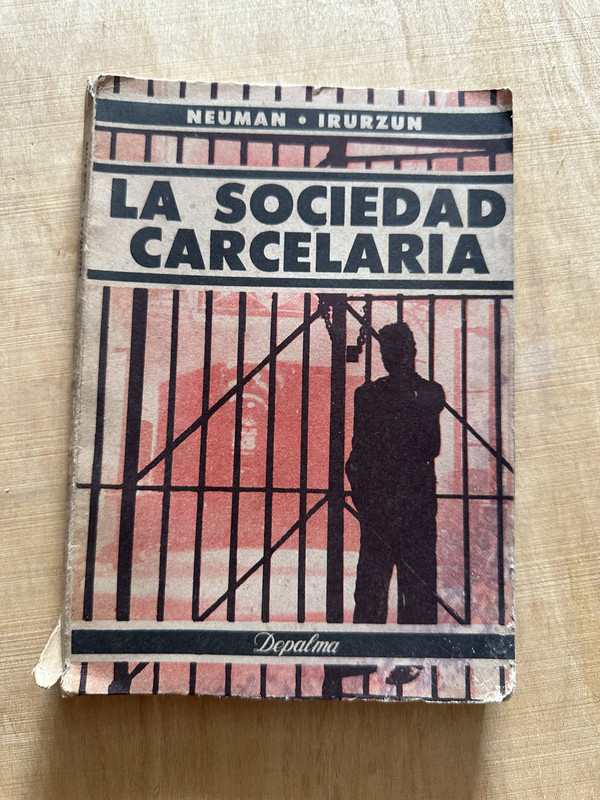 NEUMAN • IRURZUN
LA SOCIEDAD
CARCELARIA
Depalma